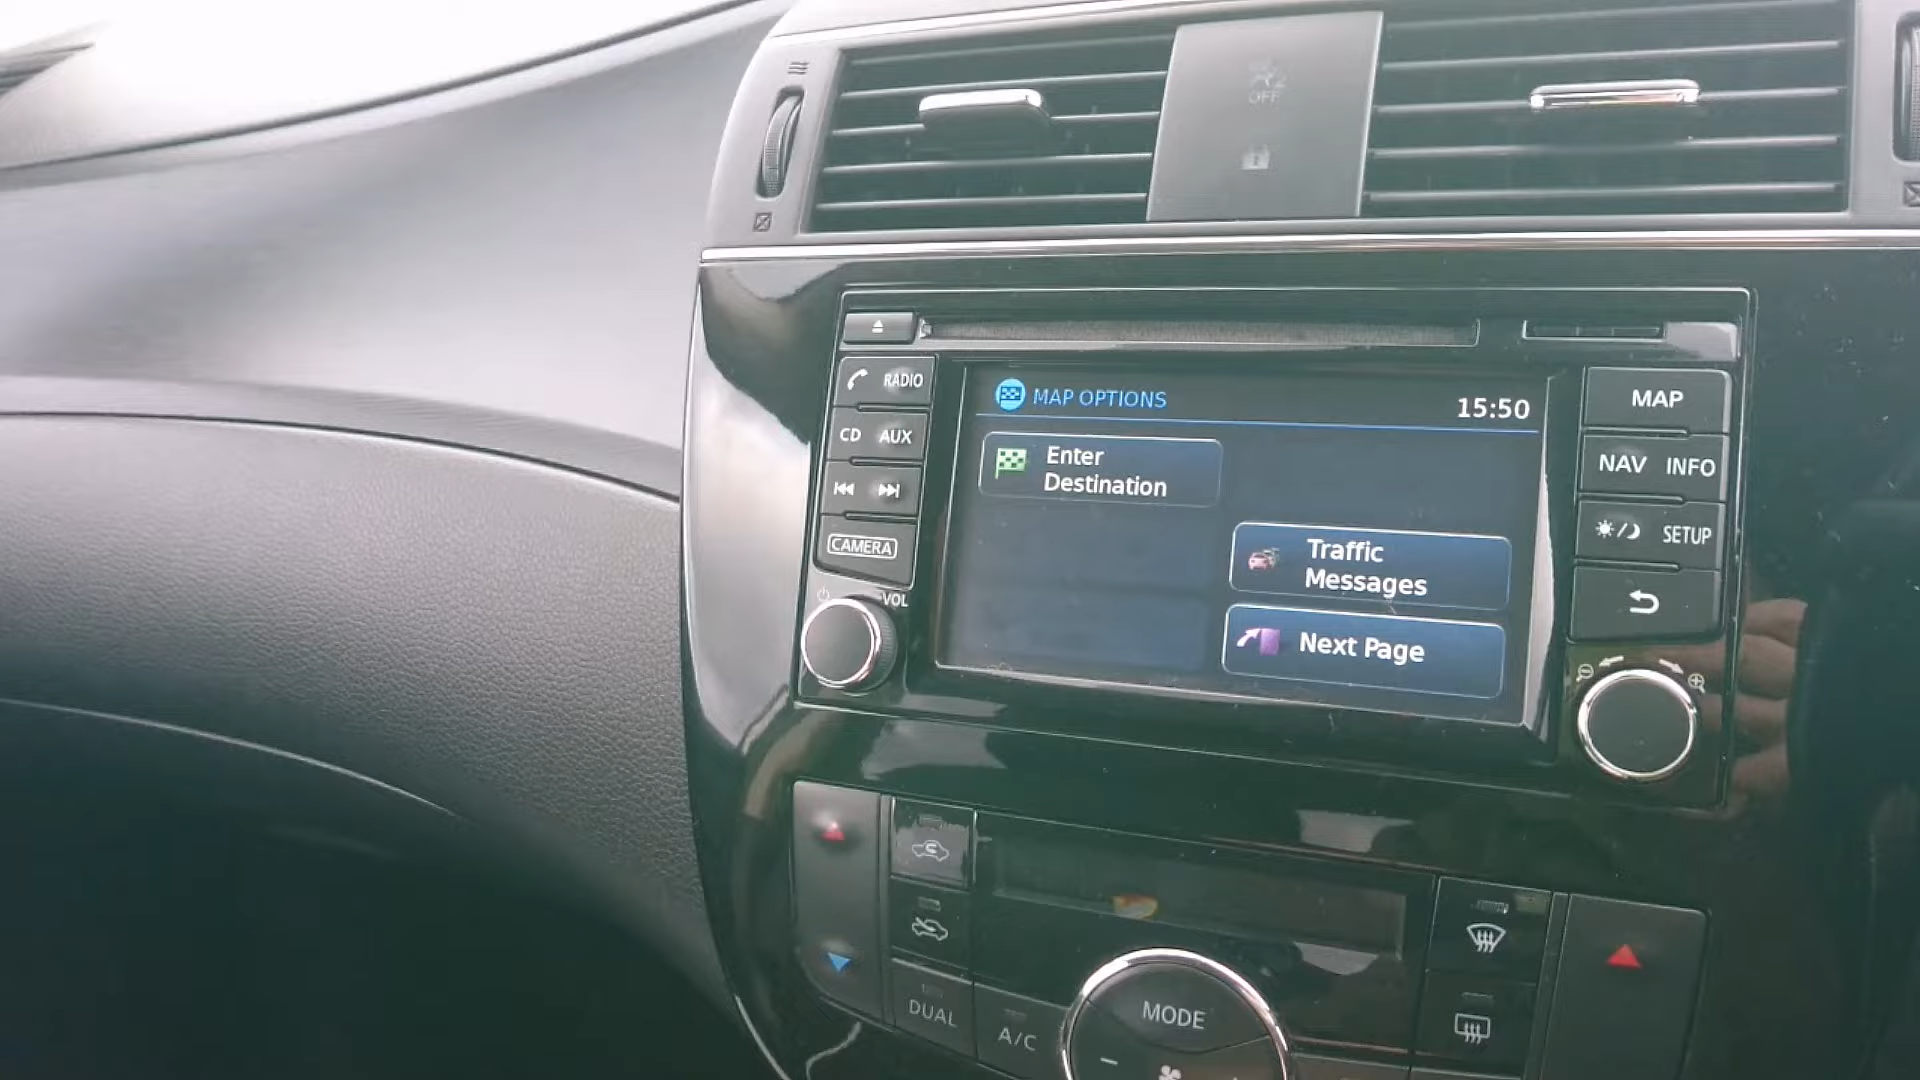 OFF
RADIO
CD AUX
CAMERA
VOL
MAP OPTIONS
15:50
Enter
Destination
Traffic
Messages
Next Page
MAP
NAV INFO
SETUP
DUAL
A/C
MODE